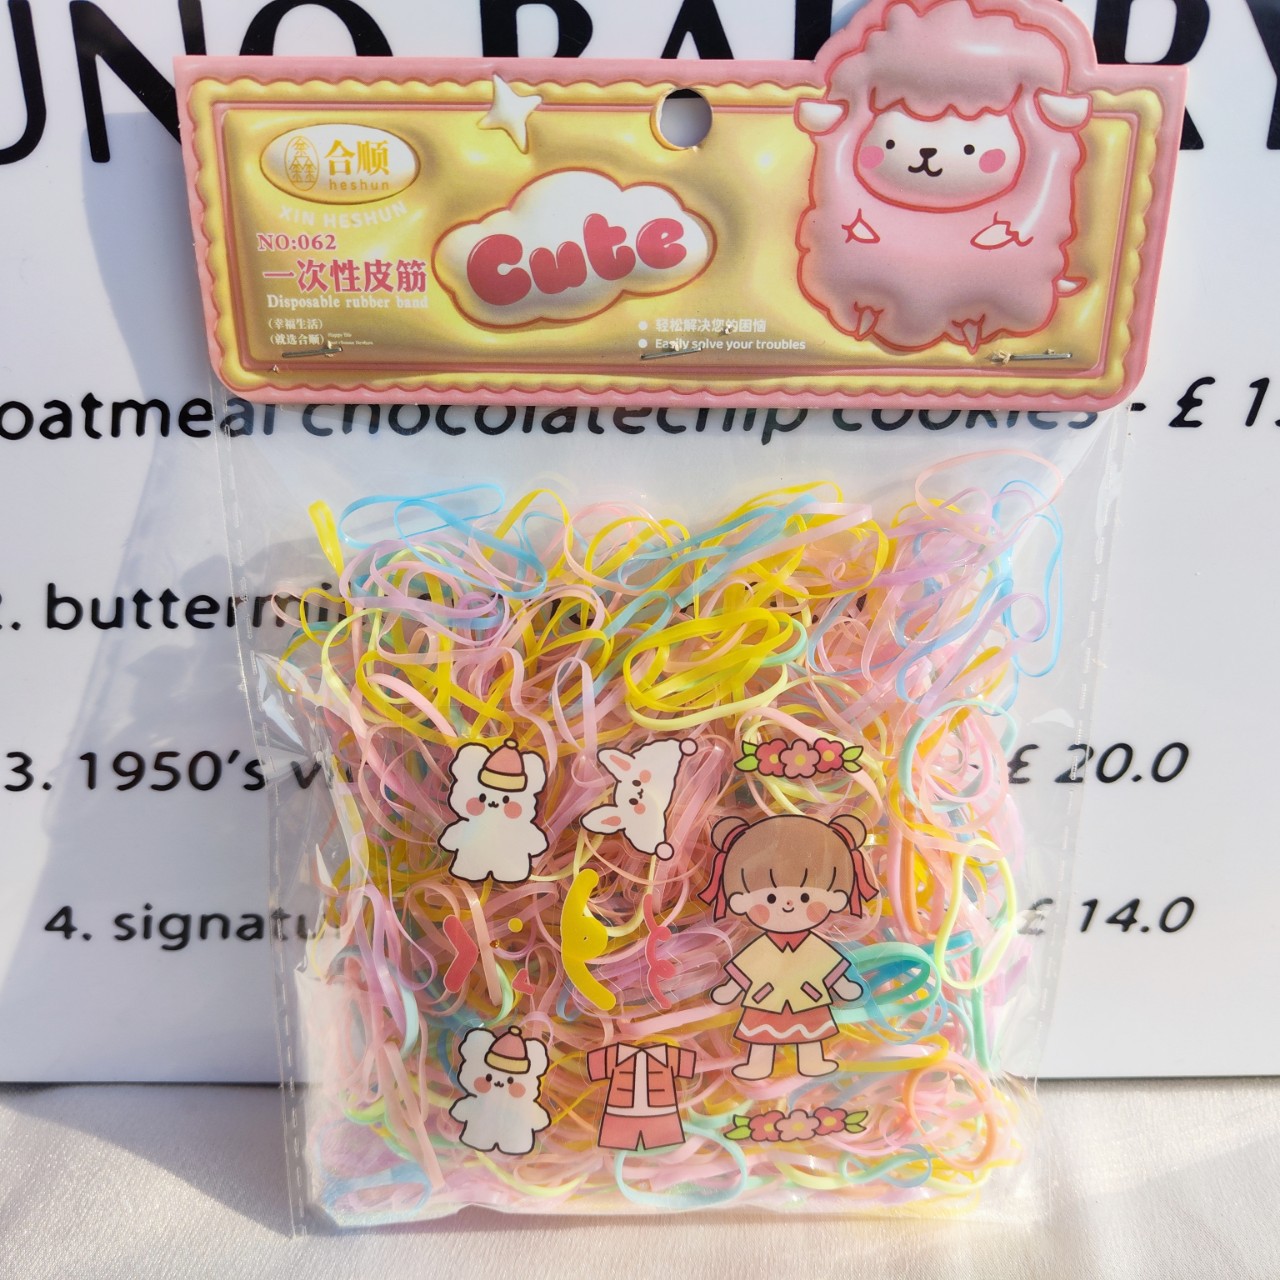 UNO BAKERY
合顺
heshun
XIN HESHUN
NO:062
一次性皮筋
Disposable rubber band
(幸福生活)
(就选合顺)
Cute
轻松解决您的困恼
Easily solve your troubles
oatmeal chocolatechip cookies - £ 1
2. buttermi
3. 1950's v £ 20.0
4. signatu £ 14.0